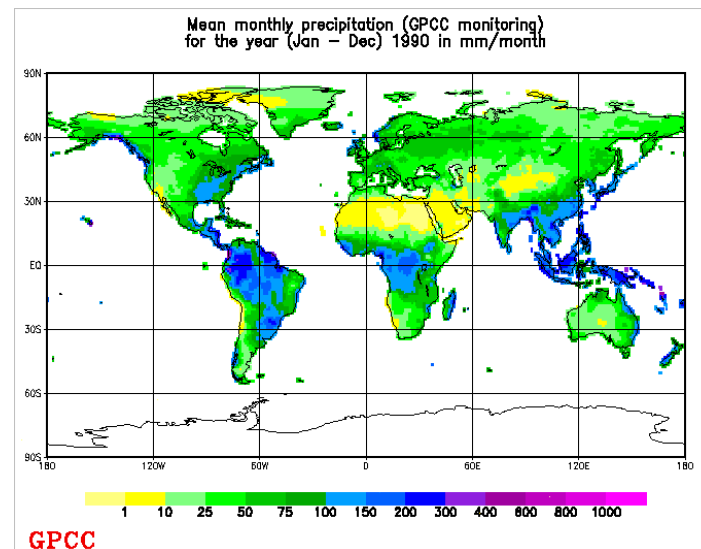 Mean monthly precipitation (GPCC monitoring)
for the year (Jan – Dec) 1990 in mm/month
90N
60N
30N
EQ
30S
60S
90S
180 120W 60W 0 60E 120E 180
1 10 25 50 75 100 150 200 300 400 600 800 1000
GPCC